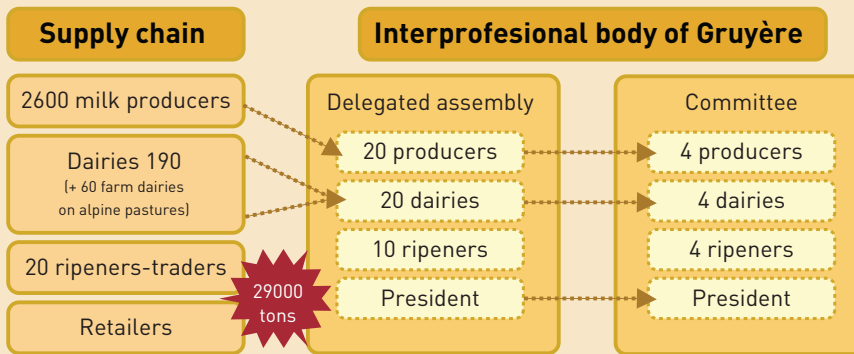 Supply chain
Interprofesional body of Gruyère
2600 milk producers
Dairies 190
(+ 60 farm dairies
on alpine pastures)
20 ripeners-traders
Retailers
29000
tons
Delegated assembly
20 producers
20 dairies
10 ripeners
President
Committee
4 producers
4 dairies
4 ripeners
President